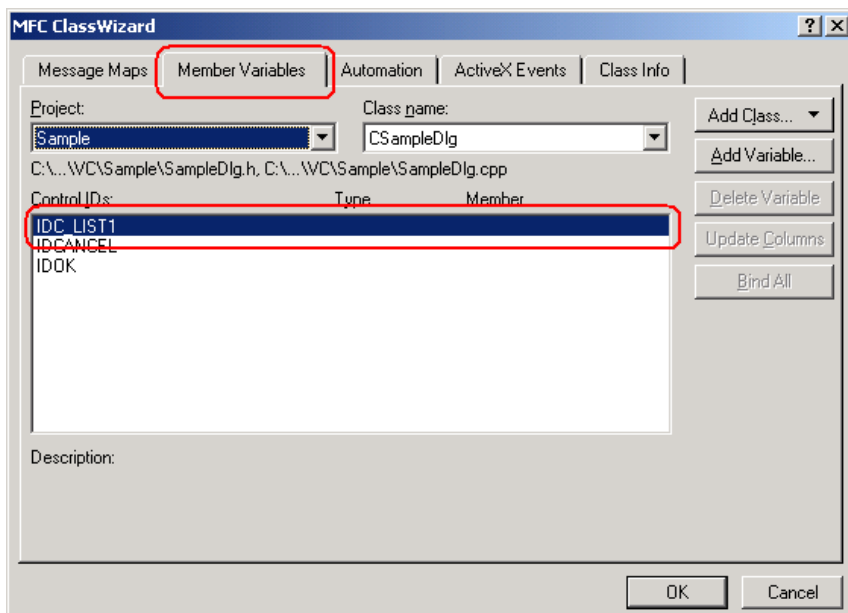 MFC ClassWizard
Message Maps Member Variables Automation ActiveX Events Class Info
Project: Class name:
Sample CSampleDlg
Add Class...
C:\...\VC\Sample\SampleDlg.h, C:\...\VC\Sample\SampleDlg.cpp
Add Variable...
Control IDs: Type Member
Delete Variable
IDC_LIST1
IDCANCEL
Update Columns
IDOK
Bind All
Description:
OK Cancel